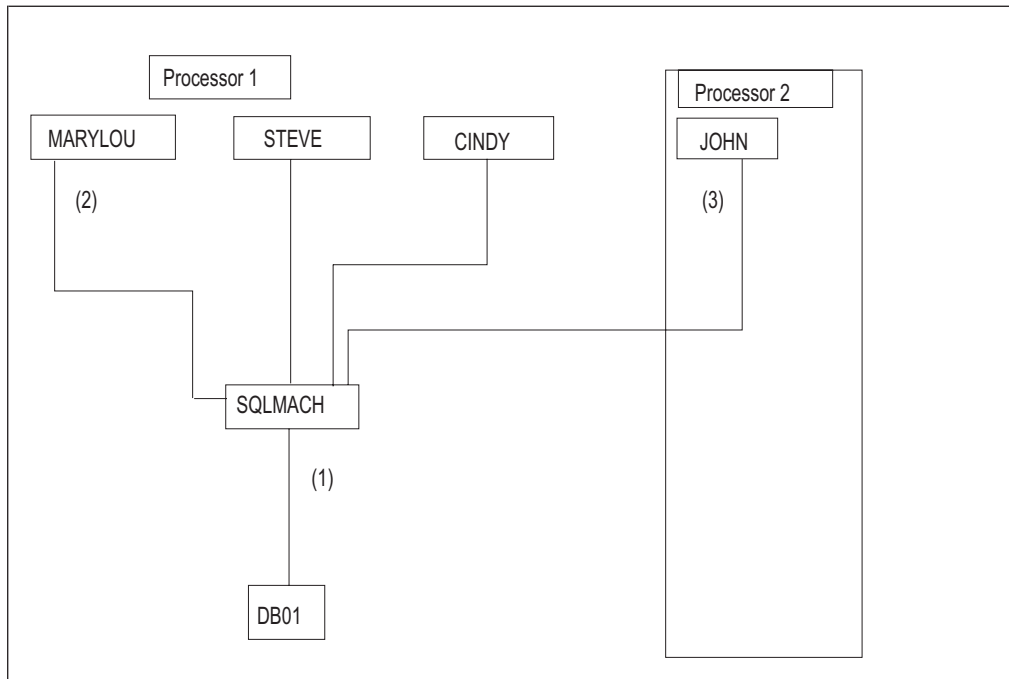 Processor 1
Processor 2
MARYLOU
STEVE
CINDY
JOHN
(2)
(3)
SQLMACH
(1)
DB01